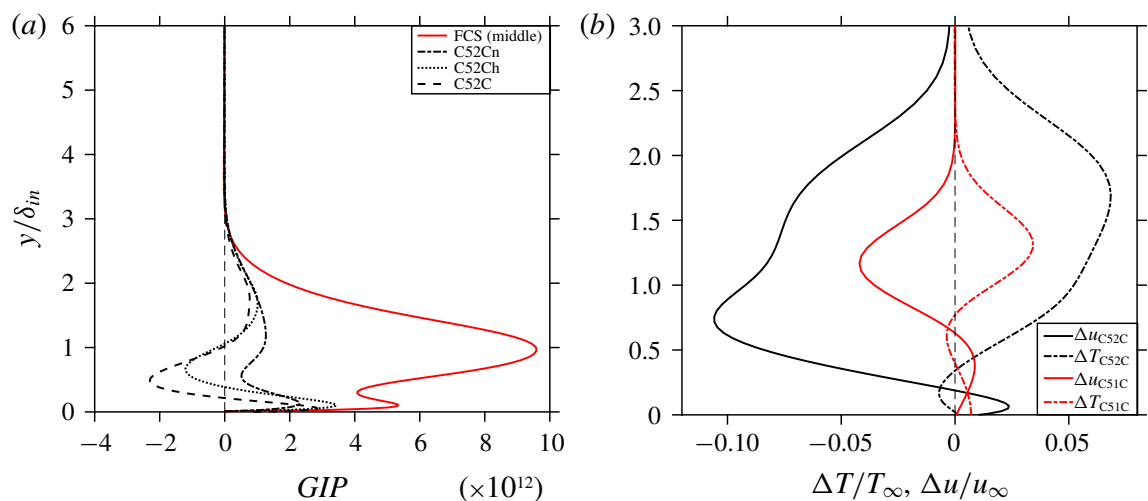 (a)
6
5
4
3
2
1
0
y/δin
−4
−2
0
2
4
6
8
10
GIP
(×10¹²)
FCS (middle)
C52Cn
C52Ch
C52C
(b)
3.0
2.5
2.0
1.5
1.0
0.5
0
−0.10
−0.05
0
0.05
ΔT/T∞, Δu/u∞
ΔuC52C
ΔTC52C
ΔuC51C
ΔTC51C